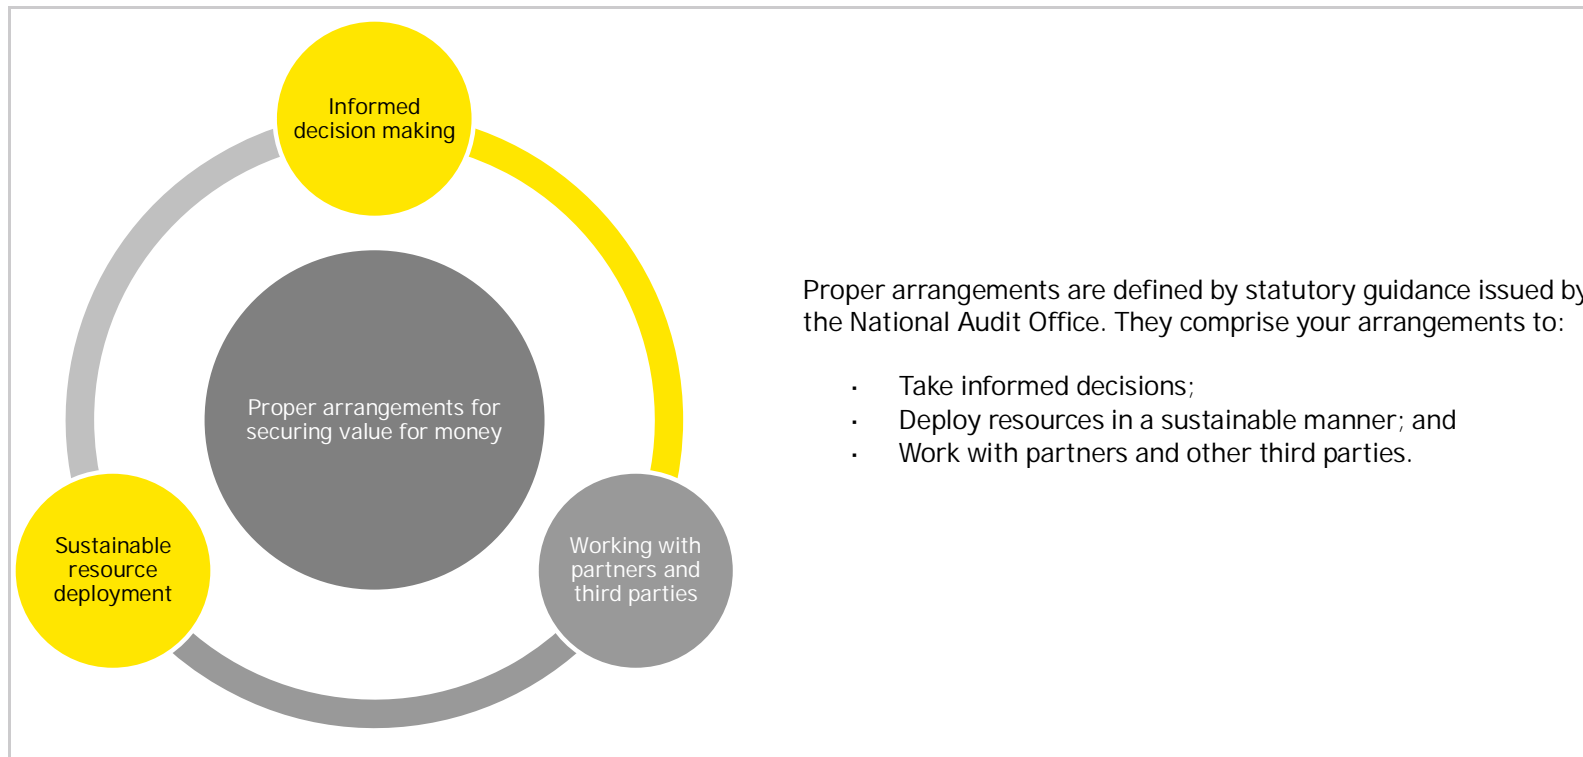 Informed
decision making
Proper arrangements for
securing value for money
Sustainable
resource
deployment
Working with
partners and
third parties
Proper arrangements are defined by statutory guidance issued by
the National Audit Office. They comprise your arrangements to:
· Take informed decisions;
· Deploy resources in a sustainable manner; and
· Work with partners and other third parties.